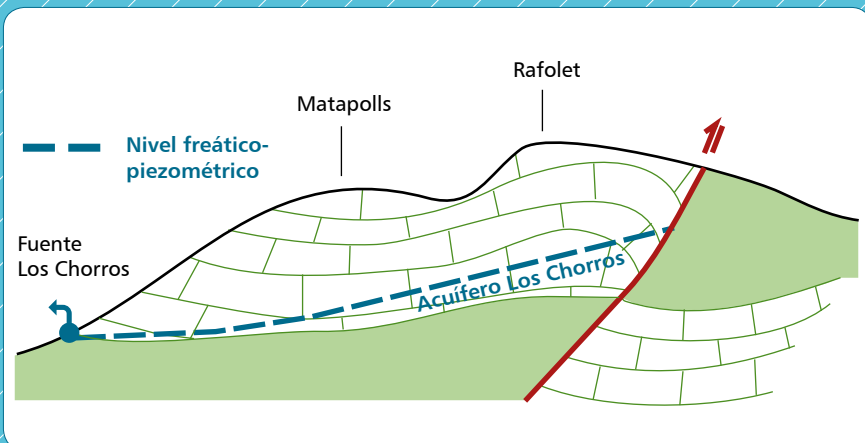 Rafolet
Matapolls
Nivel freático-
piezométrico
Fuente
Los Chorros
Acuífero Los Chorros